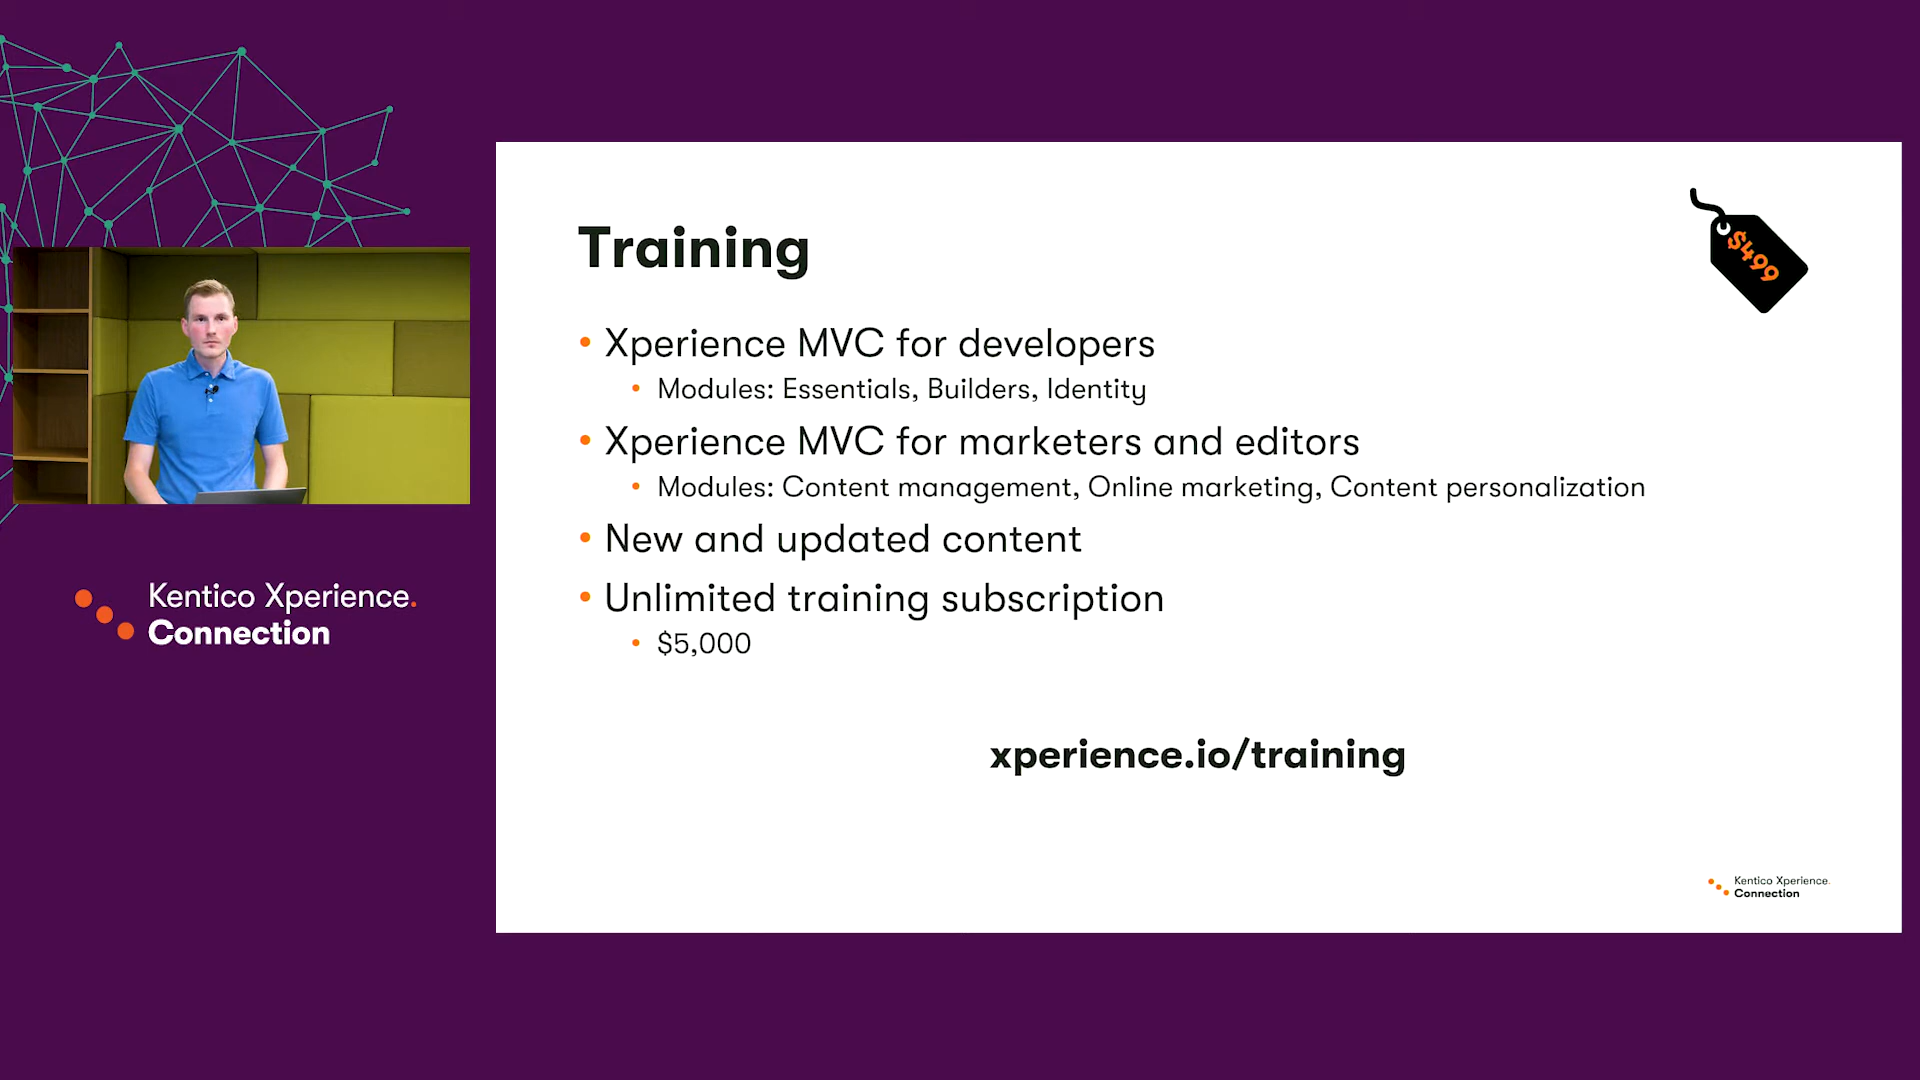 Training
$499
• Xperience MVC for developers
• Modules: Essentials, Builders, Identity
• Xperience MVC for marketers and editors
• Modules: Content management, Online marketing, Content personalization
• New and updated content
• Unlimited training subscription
• $5,000
xperience.io/training
Kentico Xperience.
Connection
Kentico Xperience.
Connection